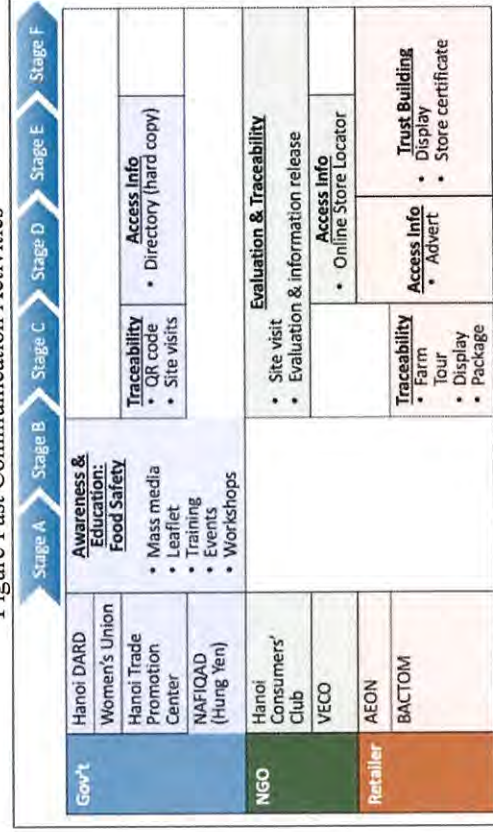 Figure Past Communication Activities
Stage A
Stage B
Stage C
Stage D
Stage E
Stage F
Gov't
Hanoi DARD
Women's Union
Hanoi Trade
Promotion
Center
NAFIQAD
(Hung Yen)
Awareness &
Education:
Food Safety
• Mass media
• Leaflet
• Training
• Events
• Workshops
Traceability
• QR code
• Site visits
Access Info
• Directory (hard copy)
NGO
Hanoi
Consumers'
Club
VECO
Evaluation & Traceability
• Site visit
• Evaluation & information release
Access Info
• Online Store Locator
Retailer
AEON
BACTOM
Traceability
• Farm
Tour
• Display
• Package
Access Info
• Advert
Trust Building
• Display
• Store certificate